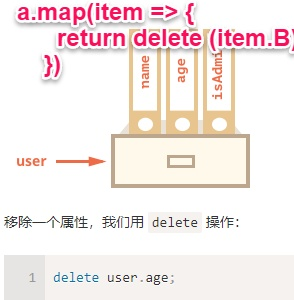 a.map(item => {
return delete (item.B)
})
name
age
isAdmi
user
移除一个属性，我们用 delete 操作：
1 delete user.age;